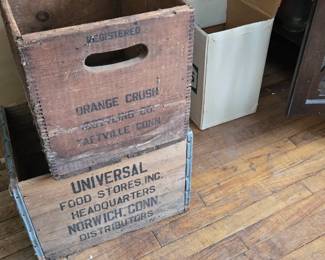 REGISTERED
ORANGE CRUSH
BOTTLING CO.
TAFTVILLE CONN
UNIVERSAL
FOOD STORES, INC.
HEADQUARTERS
NORWICH, CONN.
DISTRIBUTORS